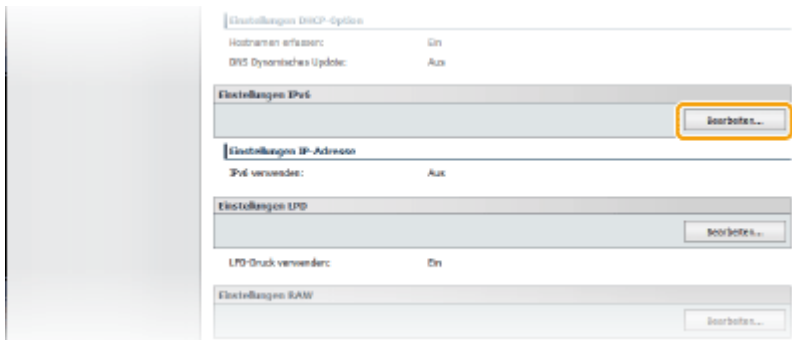 Einstellungen DHCP-Option
Hostnamen erfassen: Ein
DNS Dynamisches Update: Aus
Einstellungen IPv6
Bearbeiten...
Einstellungen IP-Adresse
IPv6 verwenden: Aus
Einstellungen LPD
Bearbeiten...
LPD-Druck verwenden: Ein
Einstellungen RAW
Bearbeiten...